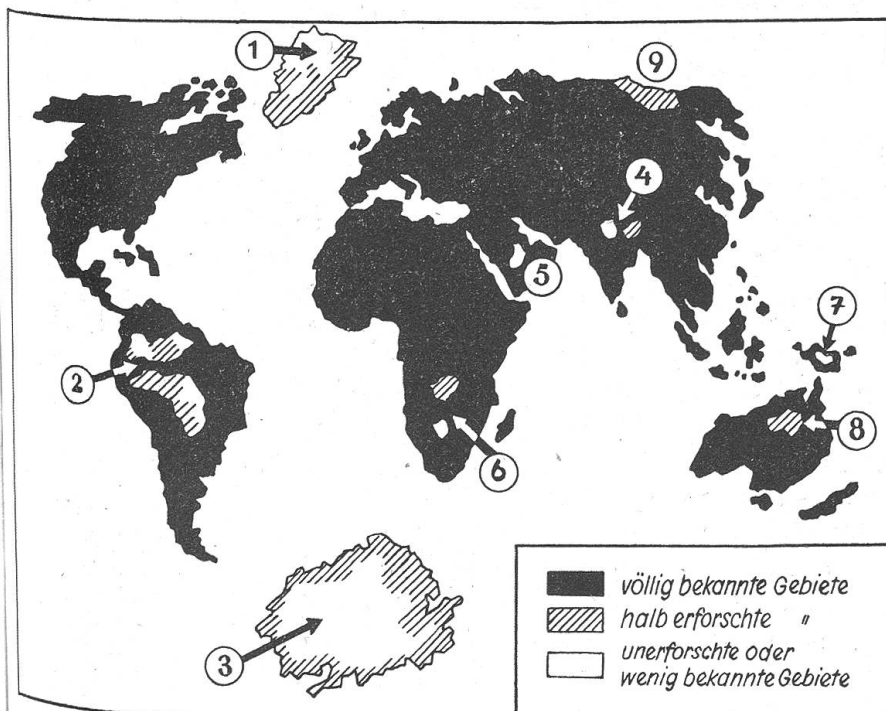 1
9
4
5
7
2
8
6
3
völlig bekannte Gebiete
halb erforschte "
unerforschte oder
wenig bekannte Gebiete